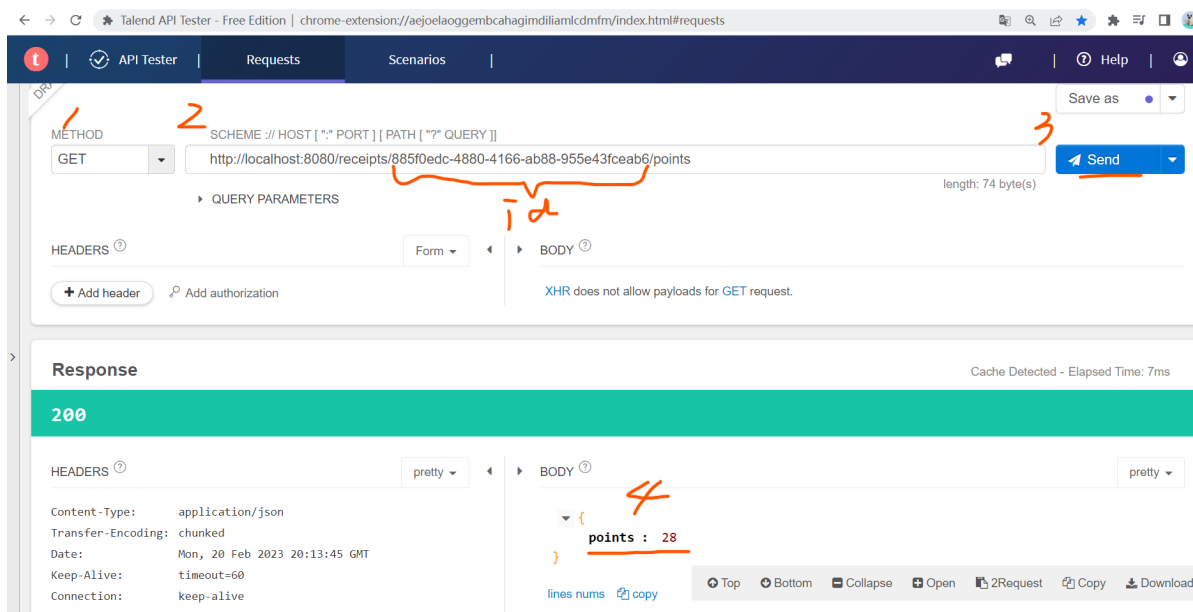 Talend API Tester - Free Edition | chrome-extension://aejoelaoggembcahagimdiliamlcdmfm/index.html#requests
t | API Tester | Requests Scenarios | | Help |
DRA
Save as
1 2 3
METHOD SCHEME :// HOST [ ":" PORT ] [ PATH [ "?" QUERY ]]
GET http://localhost:8080/receipts/885f0edc-4880-4166-ab88-955e43fceab6/points Send
length: 74 byte(s)
QUERY PARAMETERS
id
HEADERS ? Form BODY ?
+ Add header Add authorization XHR does not allow payloads for GET request.
Response Cache Detected - Elapsed Time: 7ms
200
HEADERS ? pretty BODY ? pretty
4
Content-Type: application/json {
Transfer-Encoding: chunked
points : 28
Date: Mon, 20 Feb 2023 20:13:45 GMT }
Keep-Alive: timeout=60
Top Bottom Collapse Open 2Request Copy Download
Connection: keep-alive lines nums copy